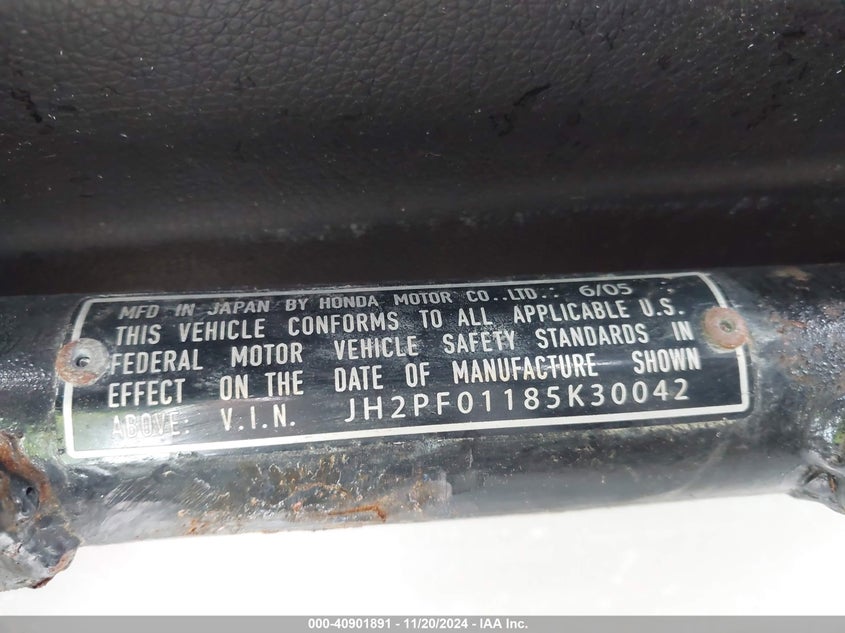 MFD IN JAPAN BY HONDA MOTOR CO.,LTD.: 6/05
THIS VEHICLE CONFORMS TO ALL APPLICABLE U.S.
FEDERAL MOTOR VEHICLE SAFETY STANDARDS IN
EFFECT ON THE DATE OF MANUFACTURE SHOWN
ABOVE: V.I.N. JH2PF01185K30042
000-40901891 - 11/20/2024 - IAA Inc.